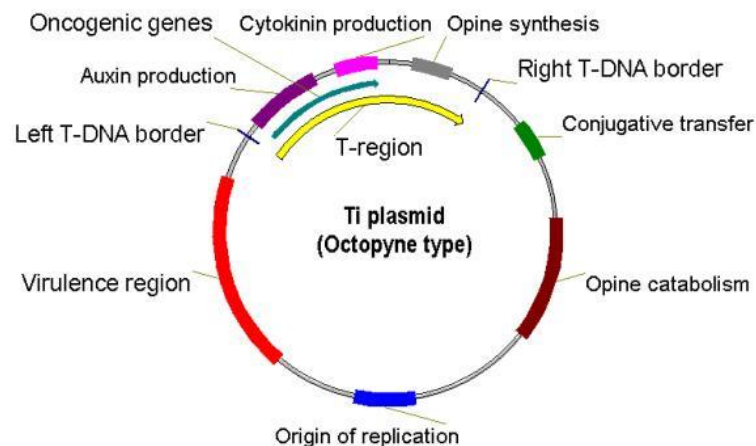 Oncogenic genes
Cytokinin production
Opine synthesis
Auxin production
Right T-DNA border
Left T-DNA border
Conjugative transfer
T-region
Ti plasmid
(Octopyne type)
Virulence region
Opine catabolism
Origin of replication